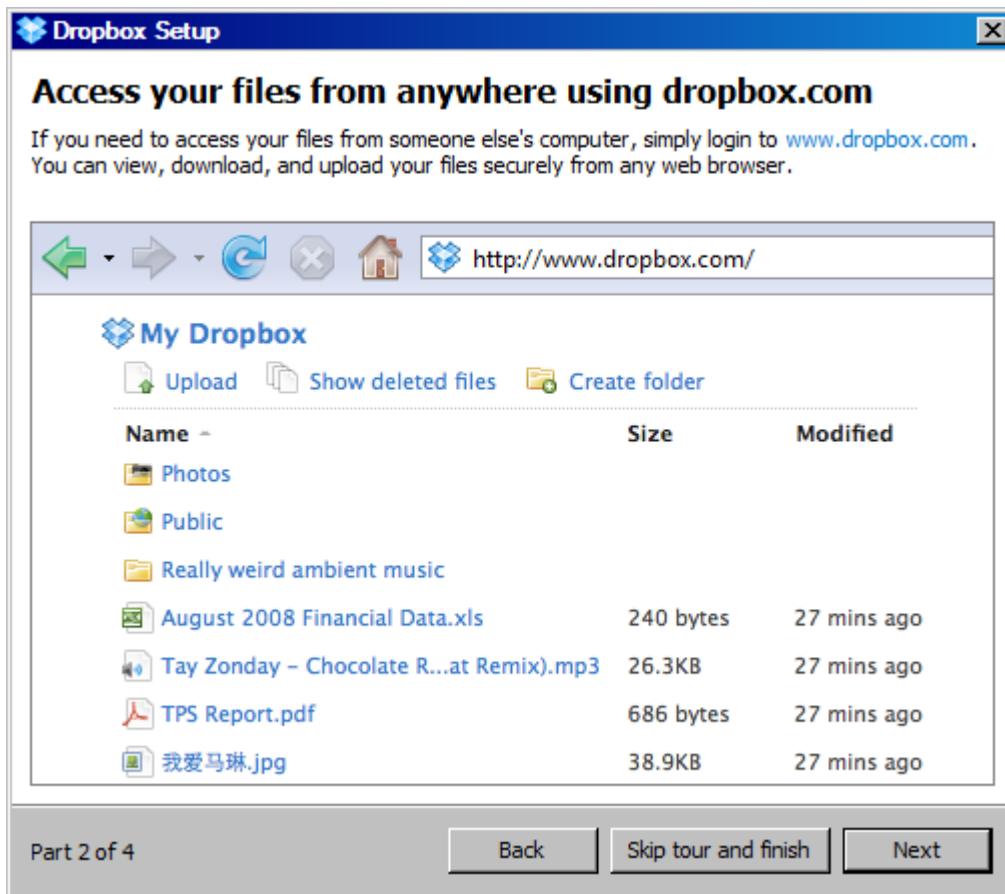 Dropbox Setup
Access your files from anywhere using dropbox.com
If you need to access your files from someone else's computer, simply login to www.dropbox.com.
You can view, download, and upload your files securely from any web browser.
http://www.dropbox.com/
My Dropbox
Upload Show deleted files Create folder
Name Size Modified
Photos
Public
Really weird ambient music
August 2008 Financial Data.xls 240 bytes 27 mins ago
Tay Zonday – Chocolate R...at Remix).mp3 26.3KB 27 mins ago
TPS Report.pdf 686 bytes 27 mins ago
我爱马琳.jpg 38.9KB 27 mins ago
Part 2 of 4 Back Skip tour and finish Next